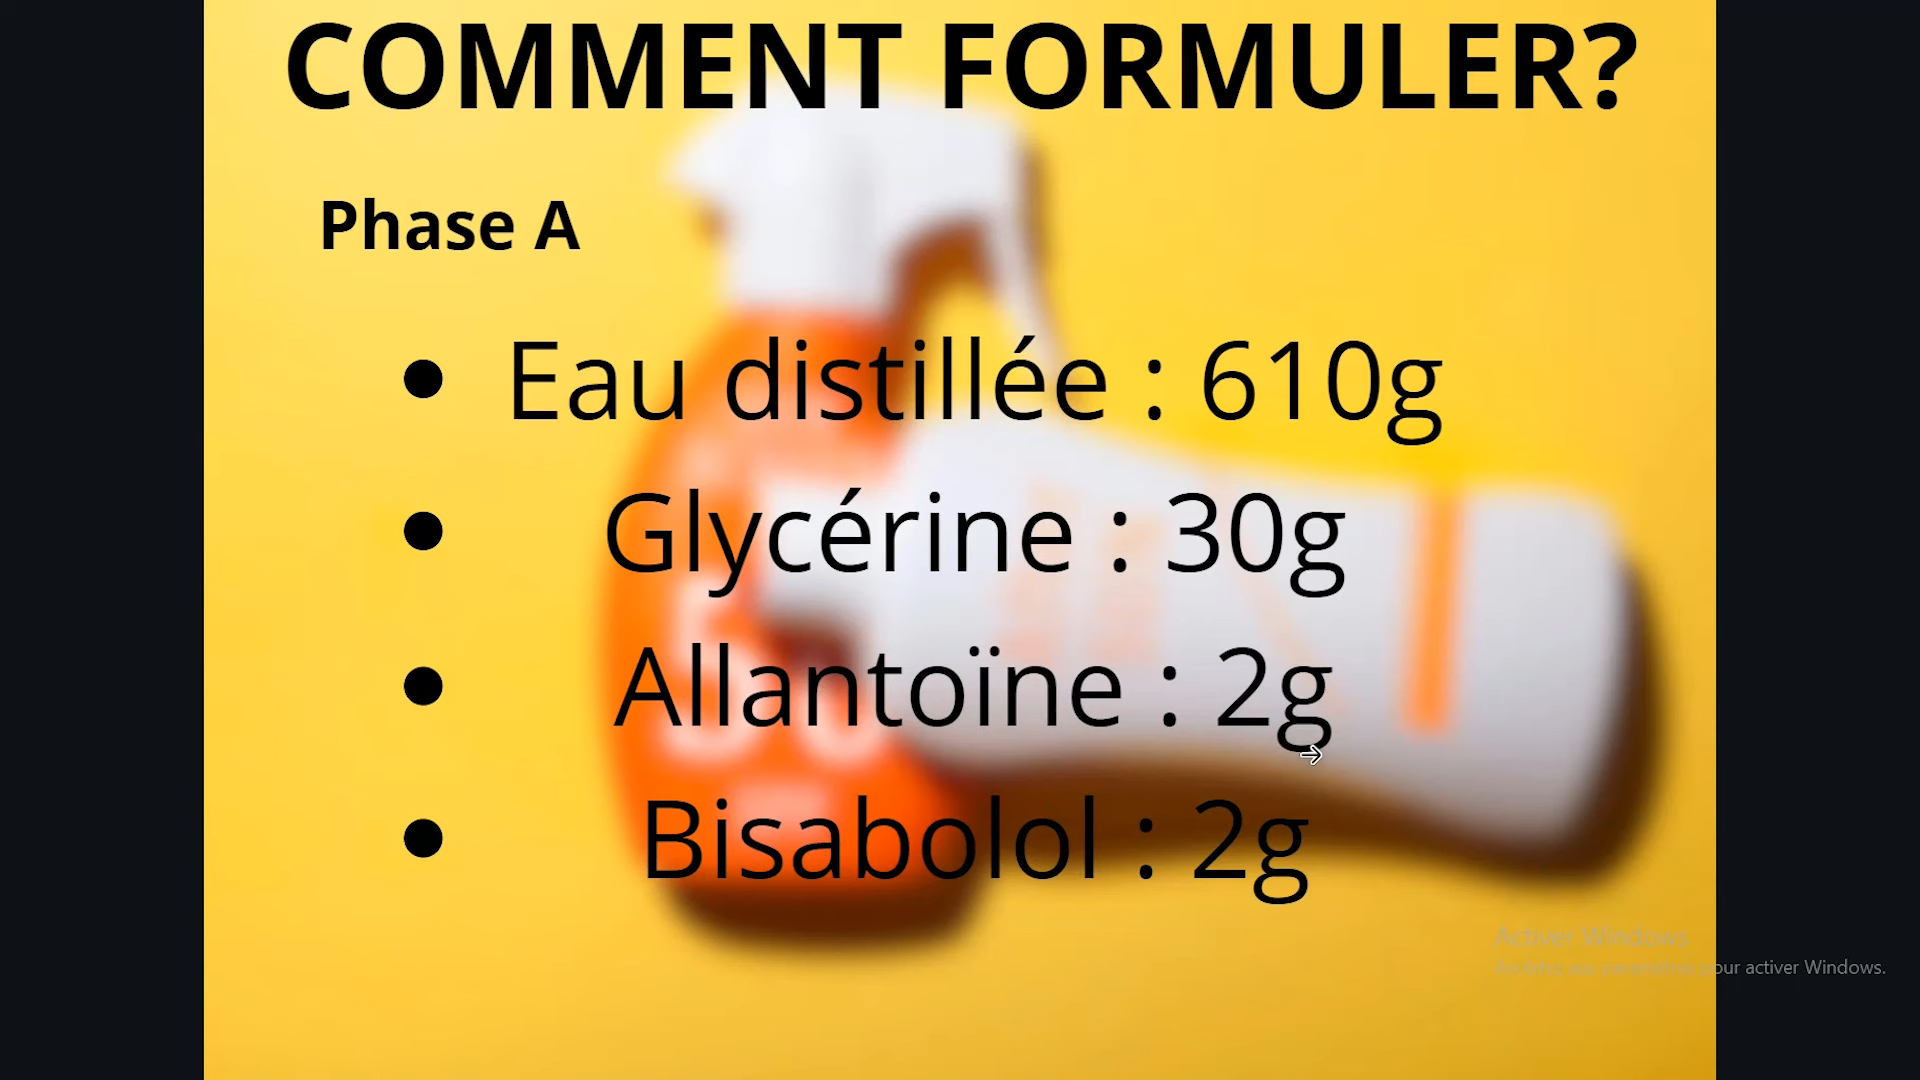 COMMENT FORMULER?
Phase A
• Eau distillée : 610g
• Glycérine : 30g
• Allantoïne : 2g
• Bisabolol : 2g
Activer Windows
pour activer Windows.